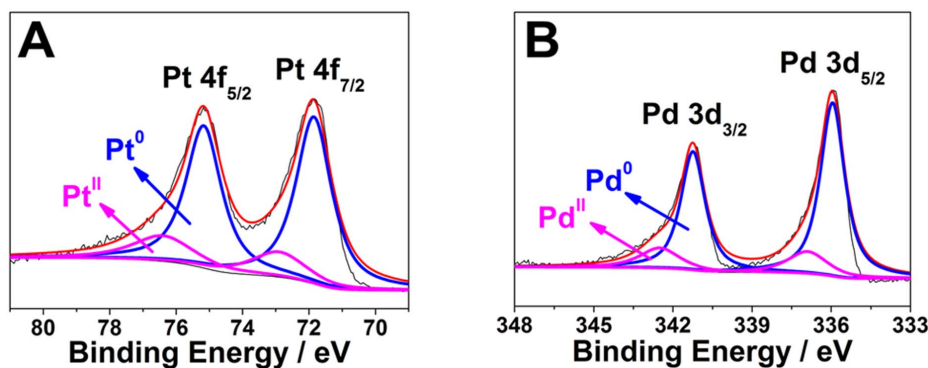 A
Pt 4f5/2
Pt 4f7/2
Pt0
PtII
80 78 76 74 72 70
Binding Energy / eV
B
Pd 3d5/2
Pd 3d3/2
Pd0
PdII
348 345 342 339 336 333
Binding Energy / eV